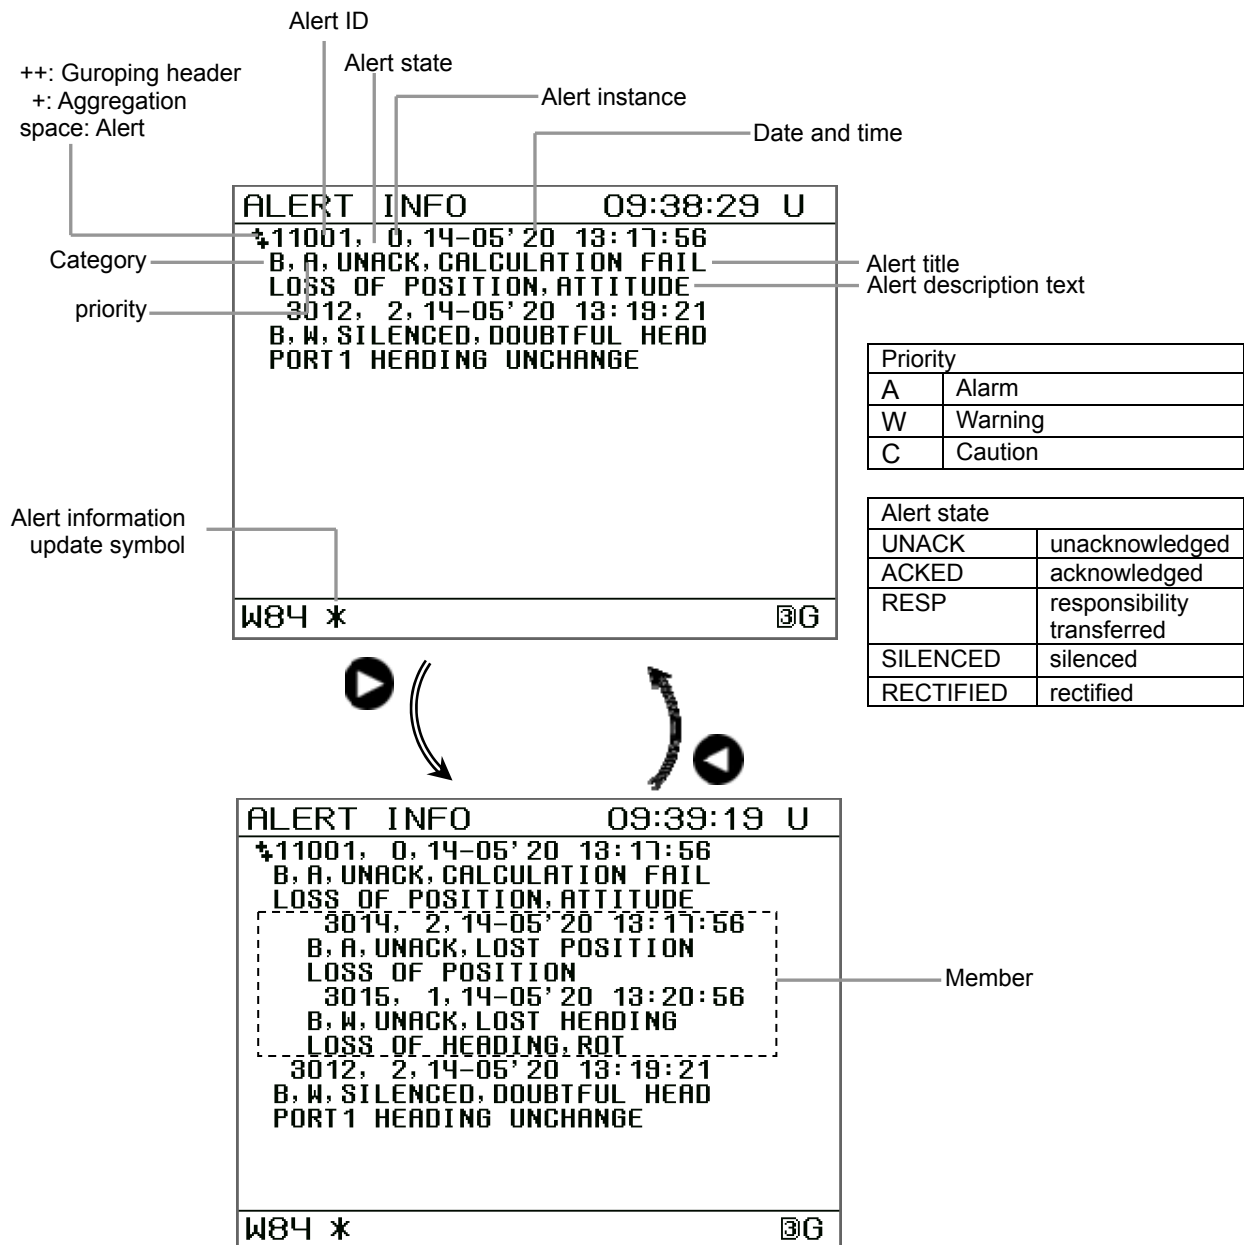 Alert ID
Alert state
++: Guroping header
+: Aggregation
space: Alert
Alert instance
Date and time
ALERT INFO 09:38:29 U
11001, 0,14-05'20 13:17:56
Category
B,A,UNACK,CALCULATION FAIL
Alert title
LOSS OF POSITION,ATTITUDE
Alert description text
priority
3012, 2,14-05'20 13:19:21
B,W,SILENCED,DOUBTFUL HEAD
PORT1 HEADING UNCHANGE
Priority
A Alarm
W Warning
C Caution
Alert information
update symbol
Alert state
UNACK unacknowledged
ACKED acknowledged
RESP responsibility
transferred
SILENCED silenced
RECTIFIED rectified
W84 * 3G
ALERT INFO 09:39:19 U
11001, 0,14-05'20 13:17:56
B,A,UNACK,CALCULATION FAIL
LOSS OF POSITION,ATTITUDE
3014, 2,14-05'20 13:17:56
B,A,UNACK,LOST POSITION
LOSS OF POSITION
Member
3015, 1,14-05'20 13:20:56
B,W,UNACK,LOST HEADING
LOSS OF HEADING,ROT
3012, 2,14-05'20 13:19:21
B,W,SILENCED,DOUBTFUL HEAD
PORT1 HEADING UNCHANGE
W84 * 3G